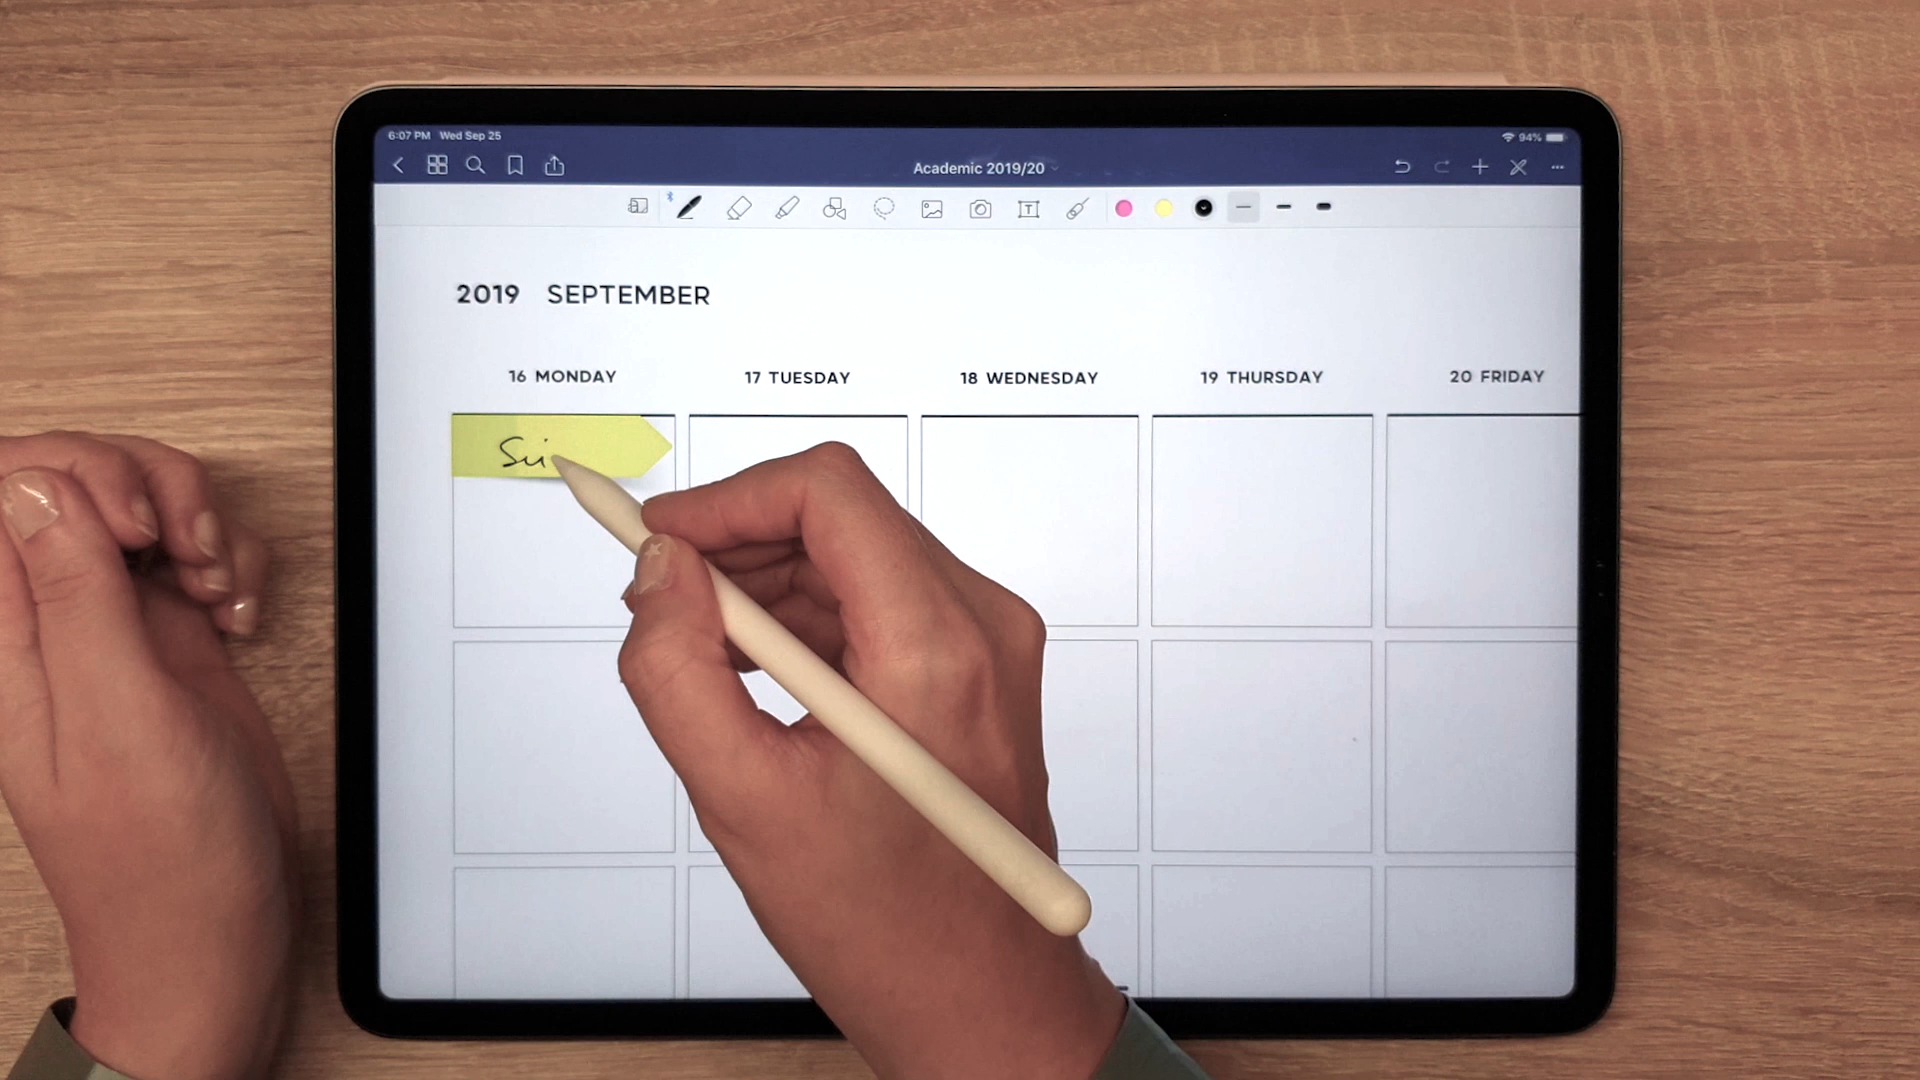 6:07 PM Wed Sep 25 94%
Academic 2019/20
T
2019 SEPTEMBER
16 MONDAY 17 TUESDAY 18 WEDNESDAY 19 THURSDAY 20 FRIDAY
Si